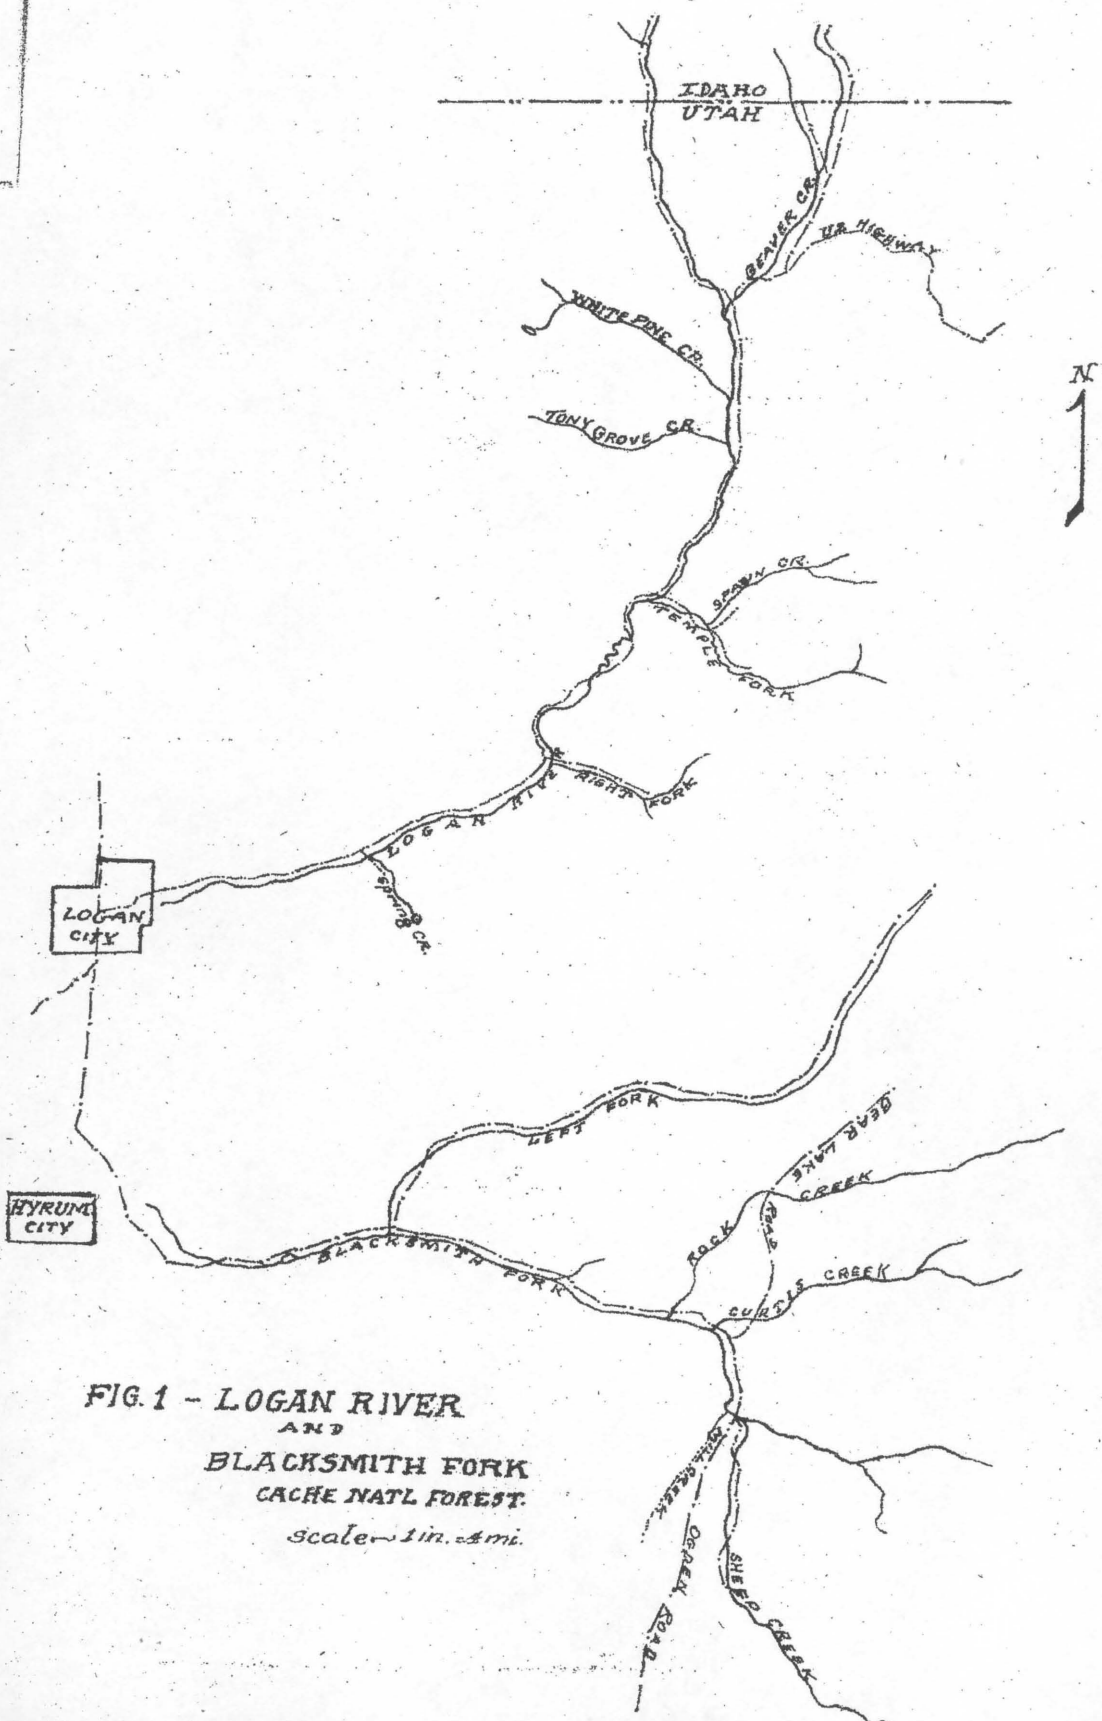 IDAHO
UTAH
BEAVER CR.
U.S. HIGHWAY
WHITE PINE CR.
N
TONY GROVE CR.
SPAWN CR.
TEMPLE FORK
RIGHT FORK
LOGAN RIVER
Spring CR.
LOGAN
CITY
LEFT FORK
BEAR LAKE
ROAD
ROCK CREEK
HYRUM
CITY
BLACKSMITH FORK
CURTIS CREEK
FIG. 1 - LOGAN RIVER
AND
BLACKSMITH FORK
CACHE NATL FOREST.
Scale~1in.=4mi.
MILL CREEK
OGDEN ROAD
SHEEP CREEK